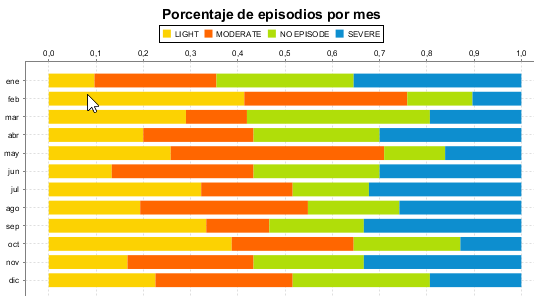 Porcentaje de episodios por mes
LIGHT MODERATE NO EPISODE SEVERE
0,0 0,1 0,2 0,3 0,4 0,5 0,6 0,7 0,8 0,9 1,0
ene
feb
mar
abr
may
jun
jul
ago
sep
oct
nov
dic